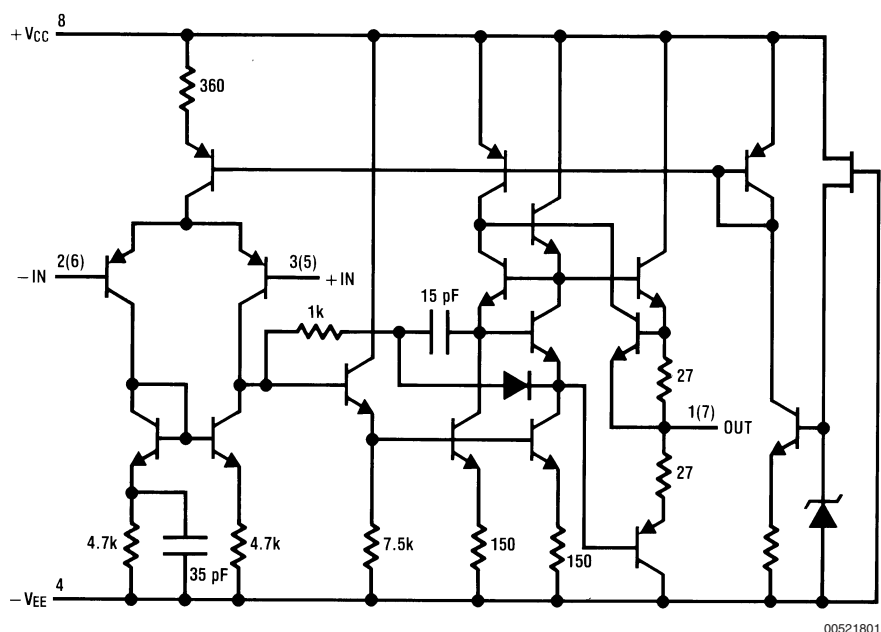 +VCC 8
360
−IN 2(6)
3(5) +IN
15 pF
1k
27
1(7) OUT
27
4.7k
35 pF
4.7k
7.5k
150
150
−VEE 4
00521801